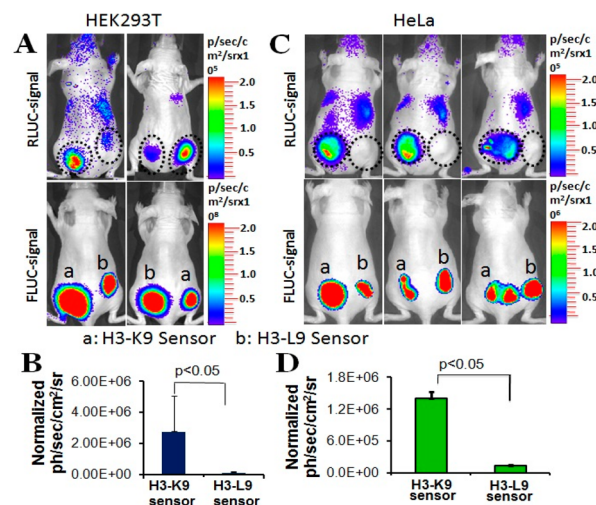 HEK293T
HeLa
A
C
RLUC-signal
p/sec/c
m²/srx1
0⁵
2.0
1.5
1.0
0.5
RLUC-signal
p/sec/c
m²/srx1
0⁵
2.0
1.5
1.0
0.5
FLUC-signal
a
b
b
a
p/sec/c
m²/srx1
0⁸
2.0
1.5
1.0
0.5
FLUC-signal
a
b
a
b
a
b
p/sec/c
m²/srx1
0⁶
2.0
1.5
1.0
0.5
a: H3-K9 Sensor b: H3-L9 Sensor
B
Normalized
ph/sec/cm²/sr
6.00E+06
4.00E+06
2.00E+06
0.00E+00
p<0.05
H3-K9
sensor
H3-L9
sensor
D
Normalized
ph/sec/cm²/sr
1.8E+06
1.2E+06
6.0E+05
0.0E+00
p<0.05
H3-K9
sensor
H3-L9
sensor